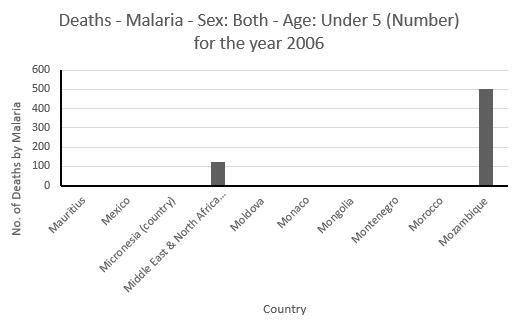 Deaths - Malaria - Sex: Both - Age: Under 5 (Number)
for the year 2006
No. of Deaths by Malaria
600
500
400
300
200
100
0
Mauritius
Mexico
Micronesia (country)
Middle East & North Africa...
Moldova
Monaco
Mongolia
Montenegro
Morocco
Mozambique
Country